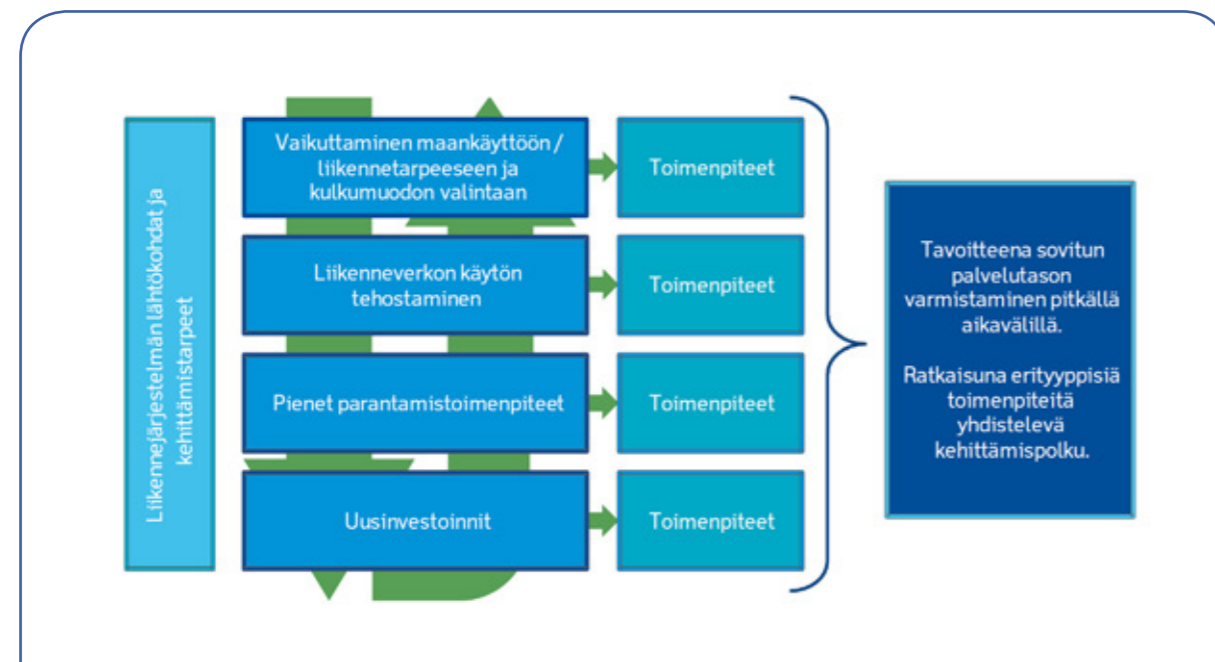 Liikennejärjestelmän lähtökohdat ja
kehittämistarpeet
Vaikuttaminen maankäyttöön /
liikennetarpeeseen ja
kulkumuodon valintaan
Toimenpiteet
Liikenneverkon käytön
tehostaminen
Toimenpiteet
Pienet parantamistoimenpiteet
Toimenpiteet
Uusinvestoinnit
Toimenpiteet
Tavoitteena sovitun
palvelutason
varmistaminen pitkällä
aikavälillä.
Ratkaisuna erityyppisiä
toimenpiteitä
yhdistelevä
kehittämispolku.